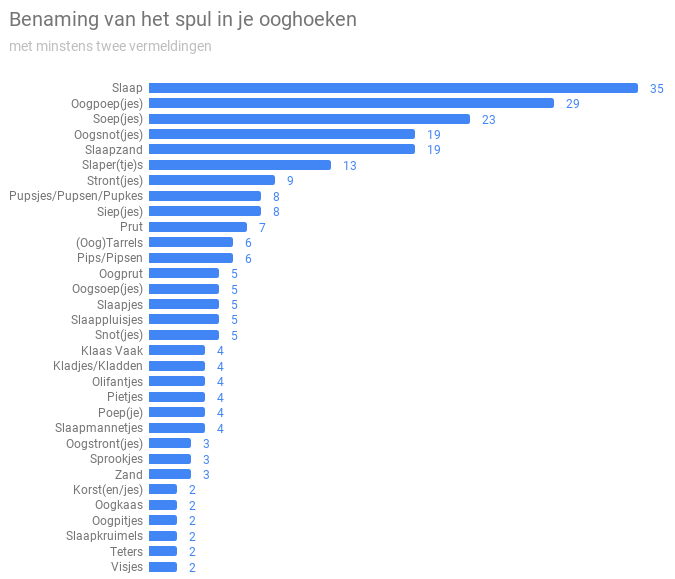 Benaming van het spul in je ooghoeken
met minstens twee vermeldingen
Slaap 35
Oogpoep(jes) 29
Soep(jes) 23
Oogsnot(jes) 19
Slaapzand 19
Slaper(tje)s 13
Stront(jes) 9
Pupsjes/Pupsen/Pupkes 8
Siep(jes) 8
Prut 7
(Oog)Tarrels 6
Pips/Pipsen 6
Oogprut 5
Oogsoep(jes) 5
Slaapjes 5
Slaappluisjes 5
Snot(jes) 5
Klaas Vaak 4
Kladjes/Kladden 4
Olifantjes 4
Pietjes 4
Poep(je) 4
Slaapmannetjes 4
Oogstront(jes) 3
Sprookjes 3
Zand 3
Korst(en/jes) 2
Oogkaas 2
Oogpitjes 2
Slaapkruimels 2
Teters 2
Visjes 2